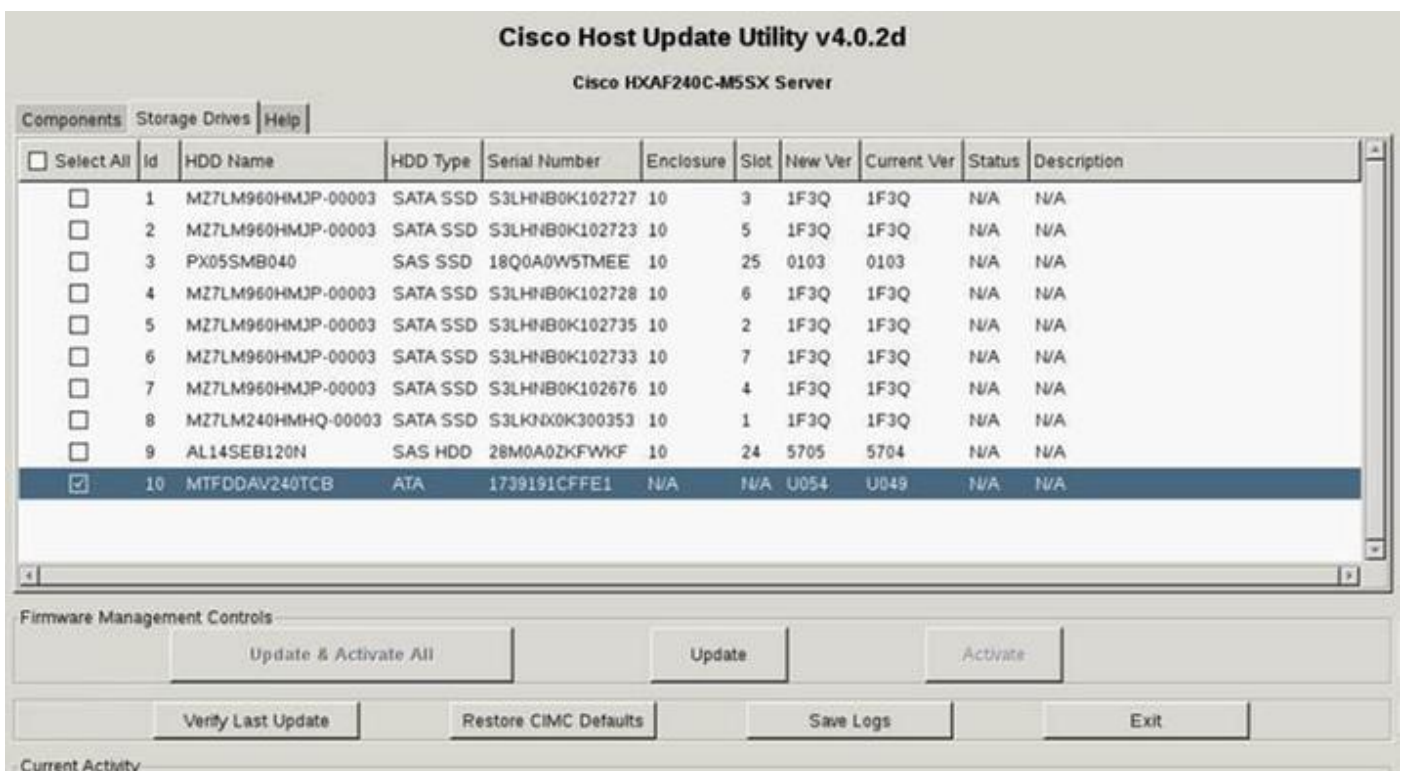 Cisco Host Update Utility v4.0.2d
Cisco HXAF240C-M5SX Server
Components Storage Drives Help
Select All Id HDD Name HDD Type Serial Number Enclosure Slot New Ver Current Ver Status Description
1 MZ7LM960HMJP-00003 SATA SSD S3LHNB0K102727 10 3 1F3Q 1F3Q N/A N/A
2 MZ7LM960HMJP-00003 SATA SSD S3LHNB0K102723 10 5 1F3Q 1F3Q N/A N/A
3 PX05SMB040 SAS SSD 18Q0A0W5TMEE 10 25 0103 0103 N/A N/A
4 MZ7LM960HMJP-00003 SATA SSD S3LHNB0K102728 10 6 1F3Q 1F3Q N/A N/A
5 MZ7LM960HMJP-00003 SATA SSD S3LHNB0K102735 10 2 1F3Q 1F3Q N/A N/A
6 MZ7LM960HMJP-00003 SATA SSD S3LHNB0K102733 10 7 1F3Q 1F3Q N/A N/A
7 MZ7LM960HMJP-00003 SATA SSD S3LHNB0K102676 10 4 1F3Q 1F3Q N/A N/A
8 MZ7LM240HMHQ-00003 SATA SSD S3LKNX0K300353 10 1 1F3Q 1F3Q N/A N/A
9 AL14SEB120N SAS HDD 28M0A0ZKFWKF 10 24 5705 5704 N/A N/A
10 MTFDDAV240TCB ATA 1739191CFFE1 N/A N/A U054 U049 N/A N/A
Firmware Management Controls
Update & Activate All Update Activate
Verify Last Update Restore CIMC Defaults Save Logs Exit
Current Activity